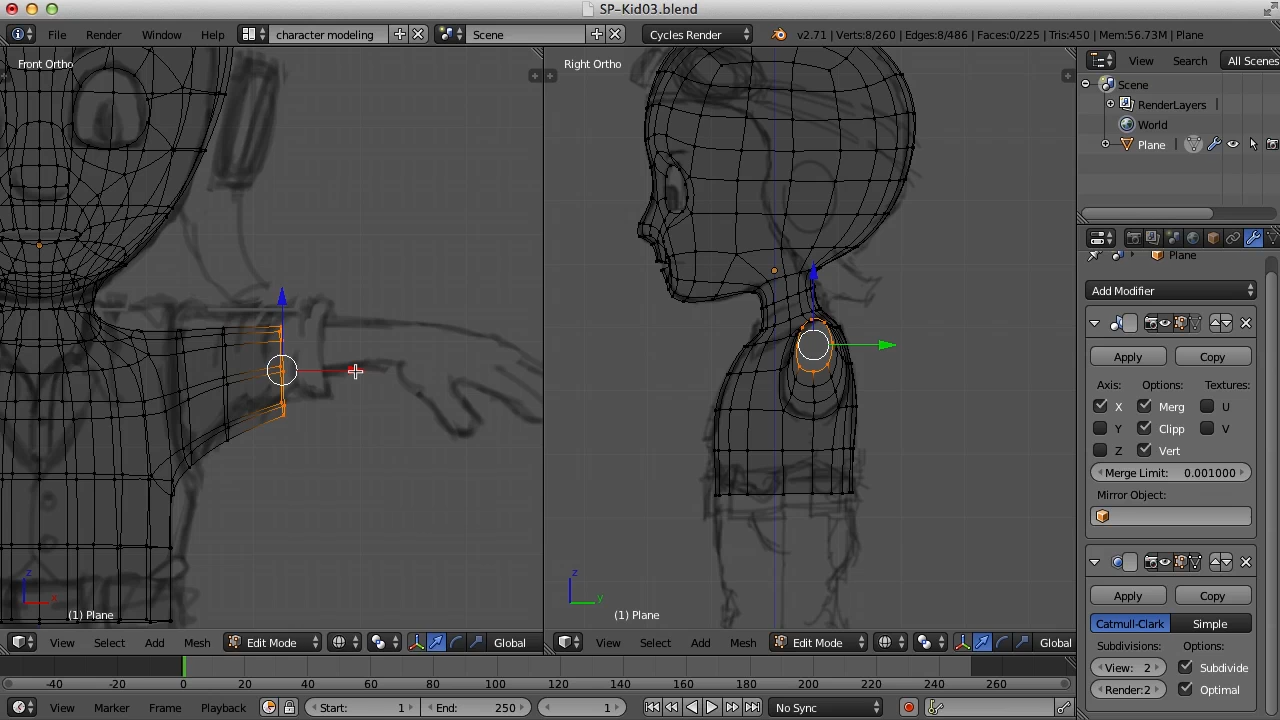 SP-Kid03.blend
File Render Window Help character modeling Scene Cycles Render v2.71 | Verts:8/260 | Edges:8/486 | Faces:0/225 | Tris:450 | Mem:56.73M | Plane
Front Ortho
Right Ortho
View Search All Scenes
Scene
RenderLayers
World
Plane
Plane
Add Modifier
Apply Copy
Axis: Options: Textures:
X Merg U
Y Clipp V
Z Vert
Merge Limit: 0.001000
Mirror Object:
Apply Copy
Catmull-Clark Simple
Subdivisions: Options:
View: 2 Subdivide
Render:2 Optimal
z
x
(1) Plane
z
y
(1) Plane
View Select Add Mesh Edit Mode Global
View Select Add Mesh Edit Mode Global
-40 -20 0 20 40 60 80 100 120 140 160 180 200 220 240 260
View Marker Frame Playback Start: 1 End: 250 1 No Sync